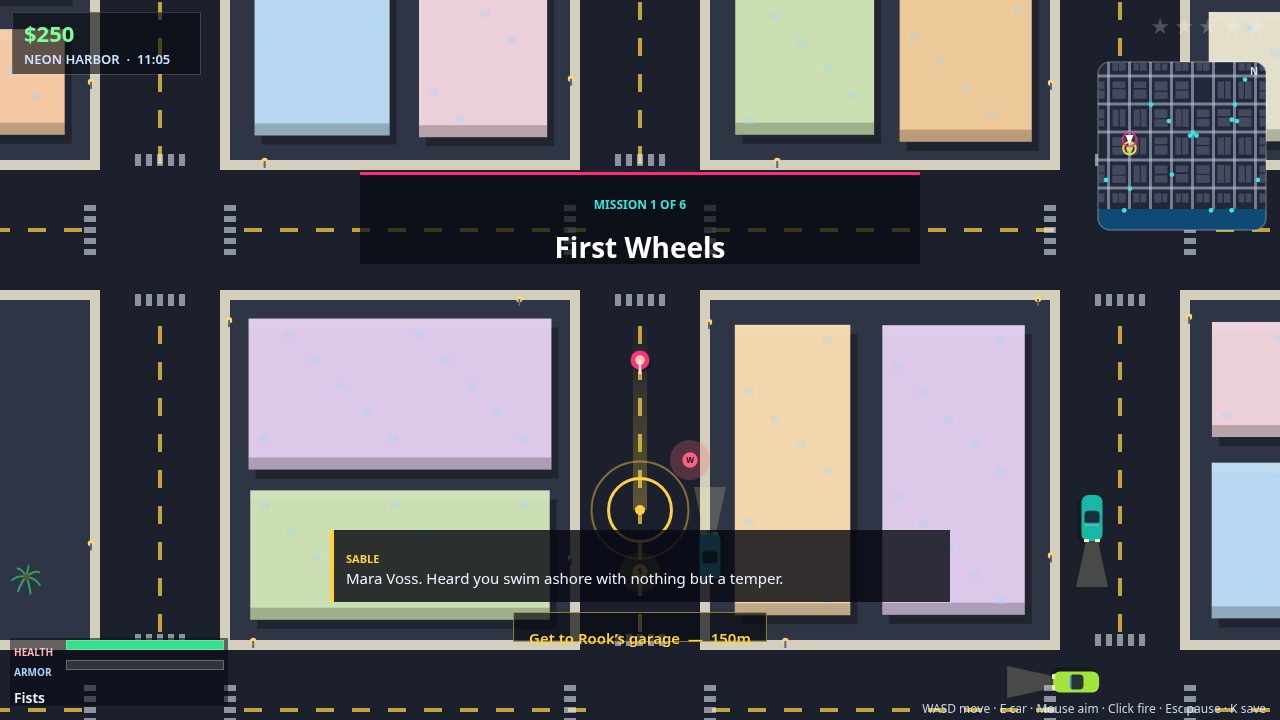 $250
NEON HARBOR · 11:05
N
MISSION 1 OF 6
First Wheels
W
SABLE
Mara Voss. Heard you swim ashore with nothing but a temper.
Get to Rook's garage — 150m
HEALTH
ARMOR
Fists
WASD move · E car · Mouse aim · Click fire · Esc pause · K save